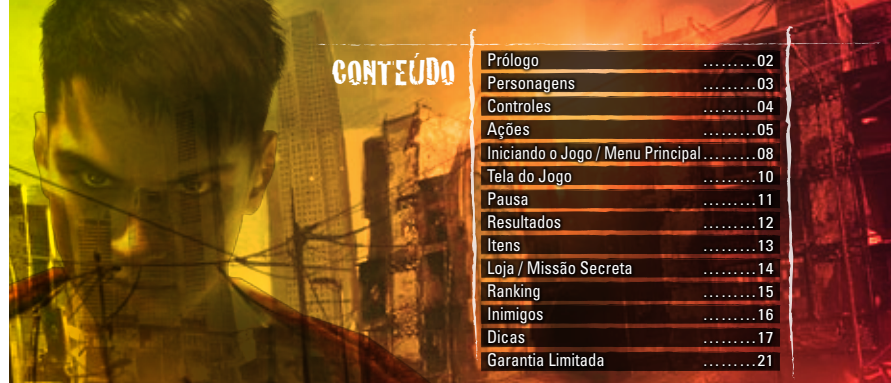 CONTEÚDO
Prólogo .........02
Personagens .........03
Controles .........04
Ações .........05
Iniciando o Jogo / Menu Principal.........08
Tela do Jogo .........10
Pausa .........11
Resultados .........12
Itens .........13
Loja / Missão Secreta .........14
Ranking .........15
Inimigos .........16
Dicas .........17
Garantia Limitada .........21